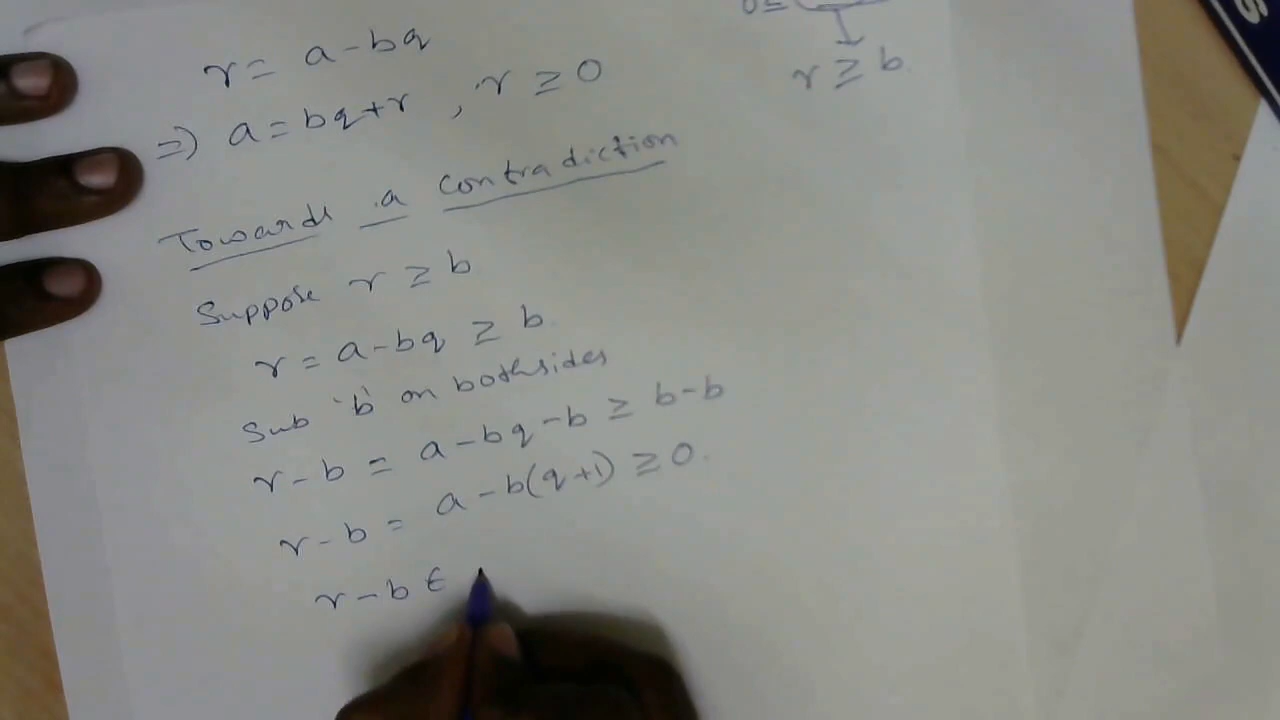 r = a - bq
=> a = bq + r , r ≥ 0
r ≥ b
Towards a contradiction
Suppose r ≥ b
r = a - bq ≥ b
Sub 'b' on bothsides
r - b = a - bq - b ≥ b - b
r - b = a - b(q+1) ≥ 0.
r - b ∈